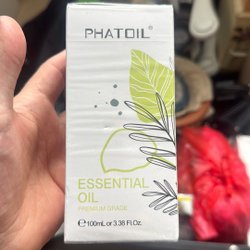 PHATOIL®
ESSENTIAL
OIL
PREMIUM GRADE
℮100mL or 3.38 Fl.Oz.